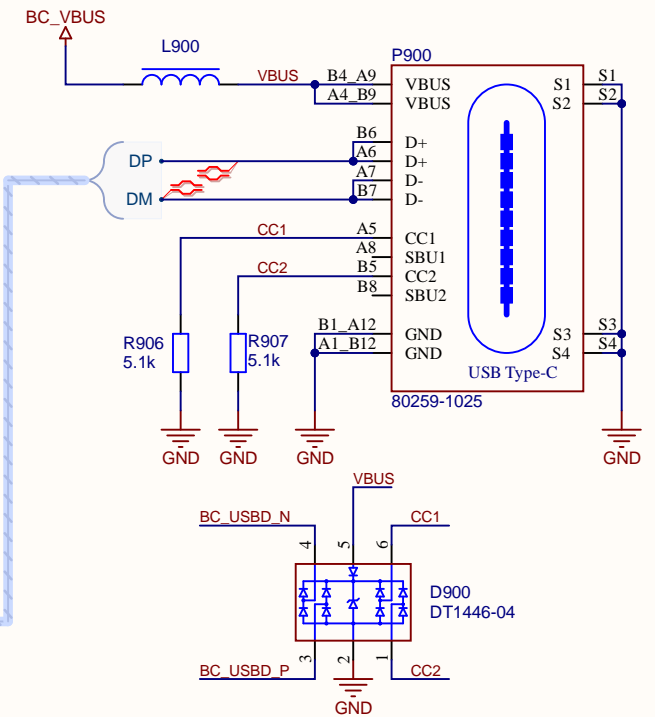 BC_VBUS
L900
P900
VBUS
B4_A9
VBUS
S1
S1
A4_B9
VBUS
S2
S2
B6
D+
DP
A6
D+
A7
D-
DM
B7
D-
CC1
A5
CC1
A8
SBU1
CC2
B5
CC2
B8
SBU2
R906
5.1k
R907
5.1k
B1_A12
GND
S3
S3
A1_B12
GND
S4
S4
USB Type-C
80259-1025
GND
GND
GND
GND
VBUS
BC_USBD_N
CC1
4
5
6
D900
DT1446-04
3
2
1
BC_USBD_P
CC2
GND